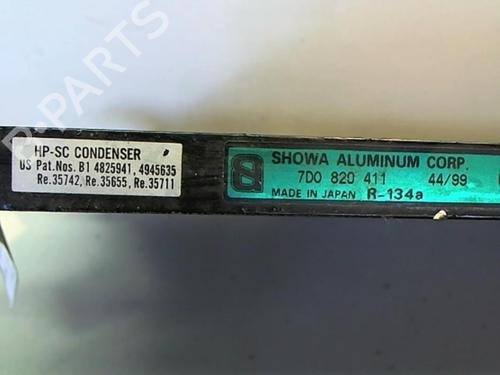 HP-SC CONDENSER
US Pat.Nos. B1 4825941, 4945635
Re.35742, Re.35655, Re.35711
SHOWA ALUMINUM CORP.
7D0 820 411 44/99
MADE IN JAPAN R-134a
B-PARTS